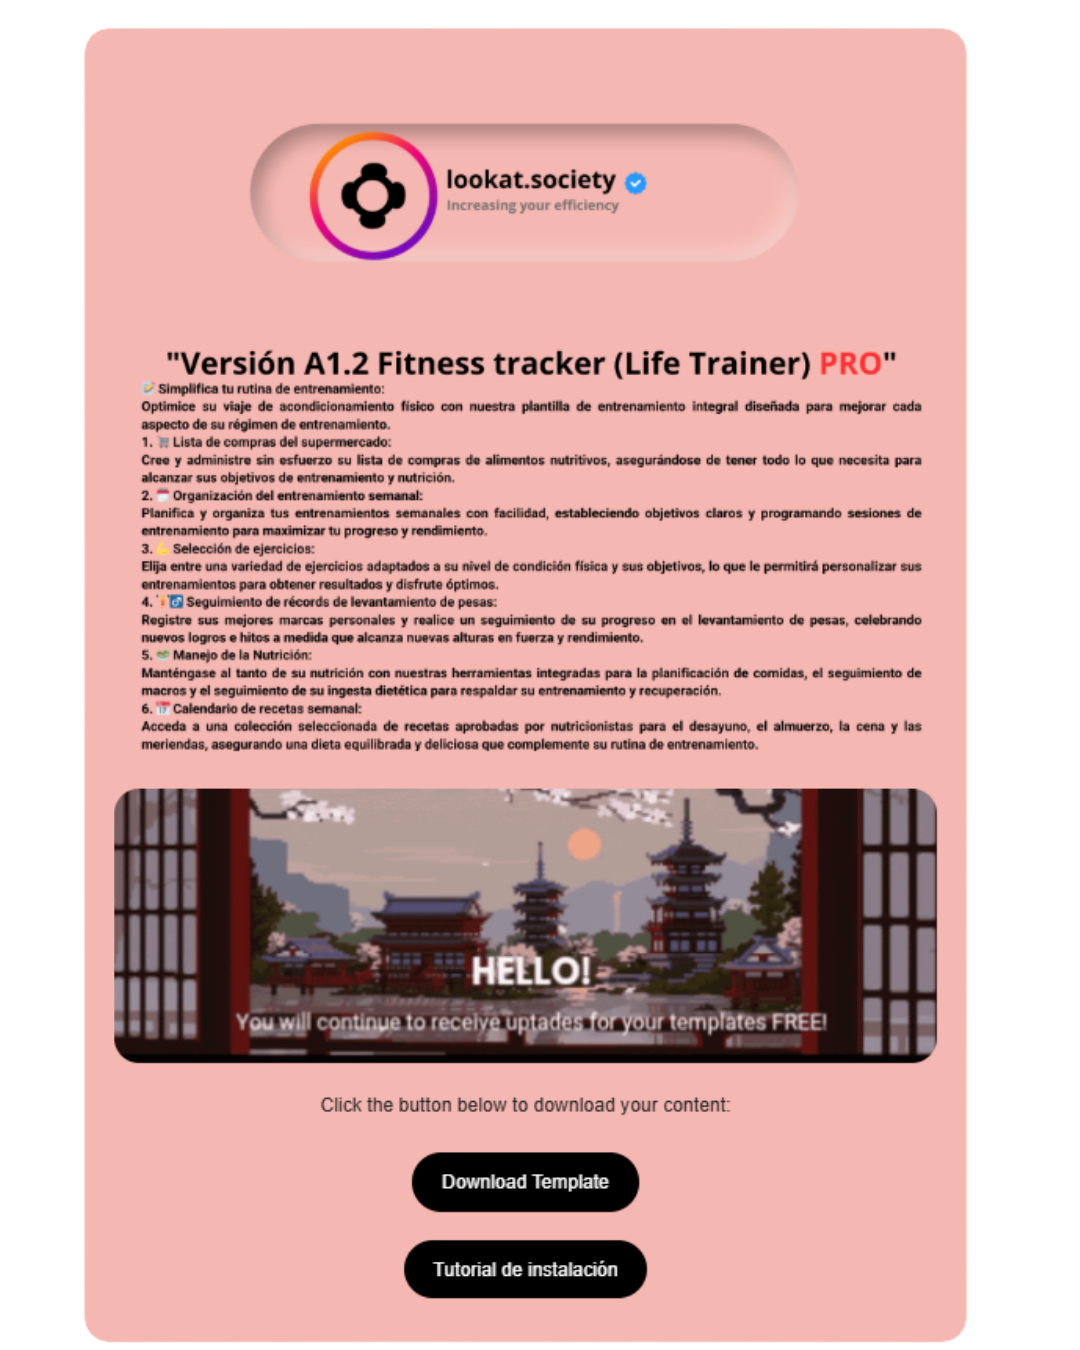 lookat.society
Increasing your efficiency
"Versión A1.2 Fitness tracker (Life Trainer) PRO"
📝 Simplifica tu rutina de entrenamiento:
Optimice su viaje de acondicionamiento físico con nuestra plantilla de entrenamiento integral diseñada para mejorar cada
aspecto de su régimen de entrenamiento.
1. 🛒 Lista de compras del supermercado:
Cree y administre sin esfuerzo su lista de compras de alimentos nutritivos, asegurándose de tener todo lo que necesita para
alcanzar sus objetivos de entrenamiento y nutrición.
2. 🗓️ Organización del entrenamiento semanal:
Planifica y organiza tus entrenamientos semanales con facilidad, estableciendo objetivos claros y programando sesiones de
entrenamiento para maximizar tu progreso y rendimiento.
3. 💪 Selección de ejercicios:
Elija entre una variedad de ejercicios adaptados a su nivel de condición física y sus objetivos, lo que le permitirá personalizar sus
entrenamientos para obtener resultados y disfrute óptimos.
4. 🏋️♂️ Seguimiento de récords de levantamiento de pesas:
Registre sus mejores marcas personales y realice un seguimiento de su progreso en el levantamiento de pesas, celebrando
nuevos logros e hitos a medida que alcanza nuevas alturas en fuerza y rendimiento.
5. 🥗 Manejo de la Nutrición:
Manténgase al tanto de su nutrición con nuestras herramientas integradas para la planificación de comidas, el seguimiento de
macros y el seguimiento de su ingesta dietética para respaldar su entrenamiento y recuperación.
6. 📅 Calendario de recetas semanal:
Acceda a una colección seleccionada de recetas aprobadas por nutricionistas para el desayuno, el almuerzo, la cena y las
meriendas, asegurando una dieta equilibrada y deliciosa que complemente su rutina de entrenamiento.
HELLO!
You will continue to receive uptades for your templates FREE!
Click the button below to download your content:
Download Template
Tutorial de instalación